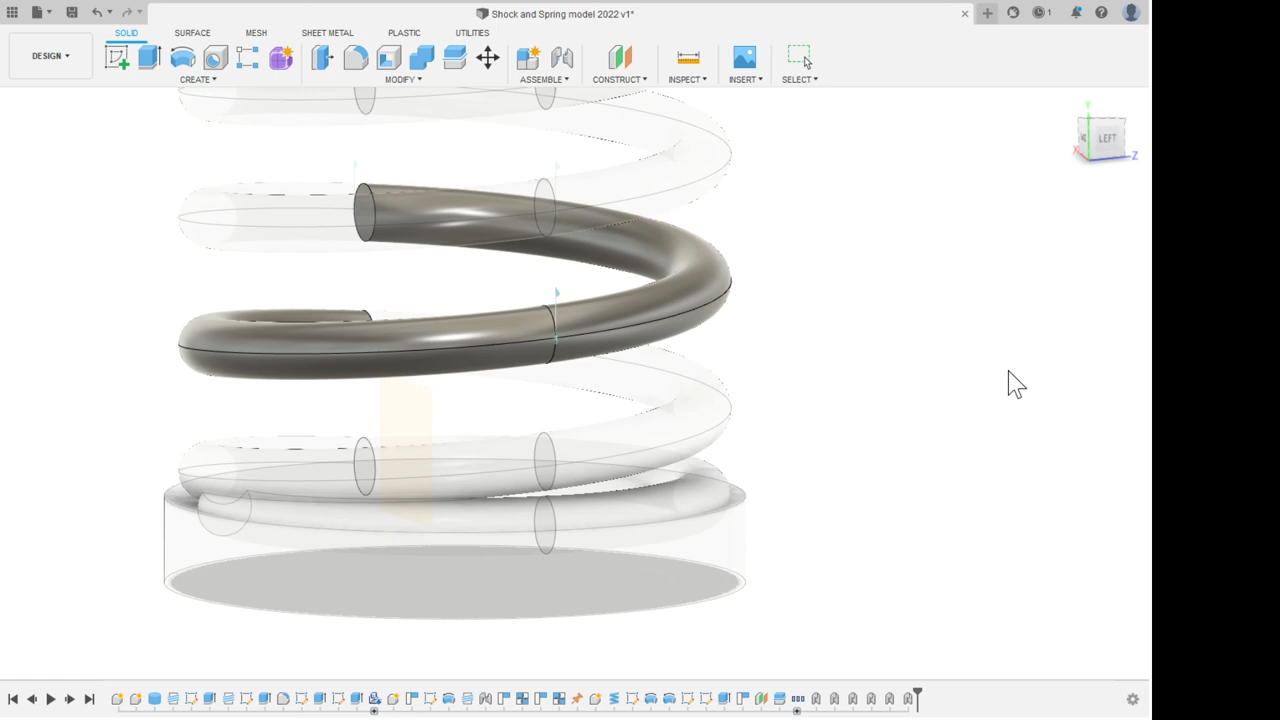 Shock and Spring model 2022 v1*
1
SOLID SURFACE MESH SHEET METAL PLASTIC UTILITIES
DESIGN
CREATE MODIFY ASSEMBLE CONSTRUCT INSPECT INSERT SELECT
Y
LEFT
X
Z